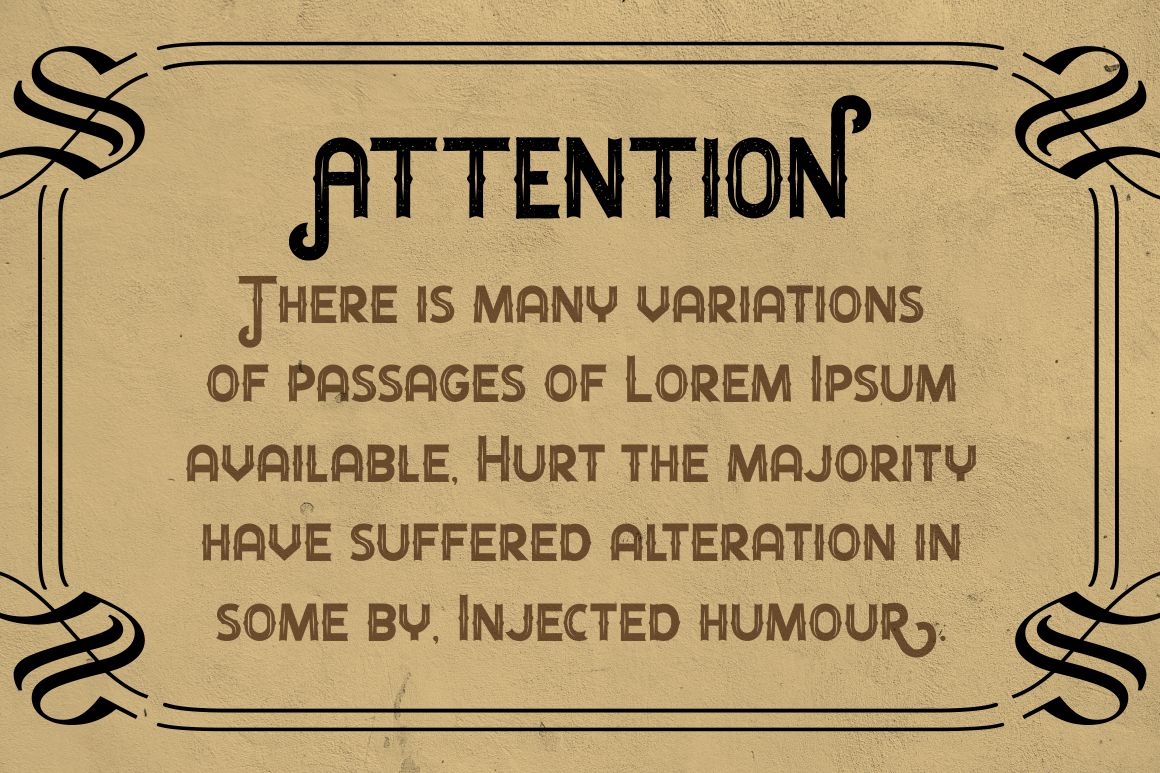 ATTENTION
There is many variations
of passages of Lorem Ipsum
available, Hurt the majority
have suffered alteration in
some by, Injected humour.